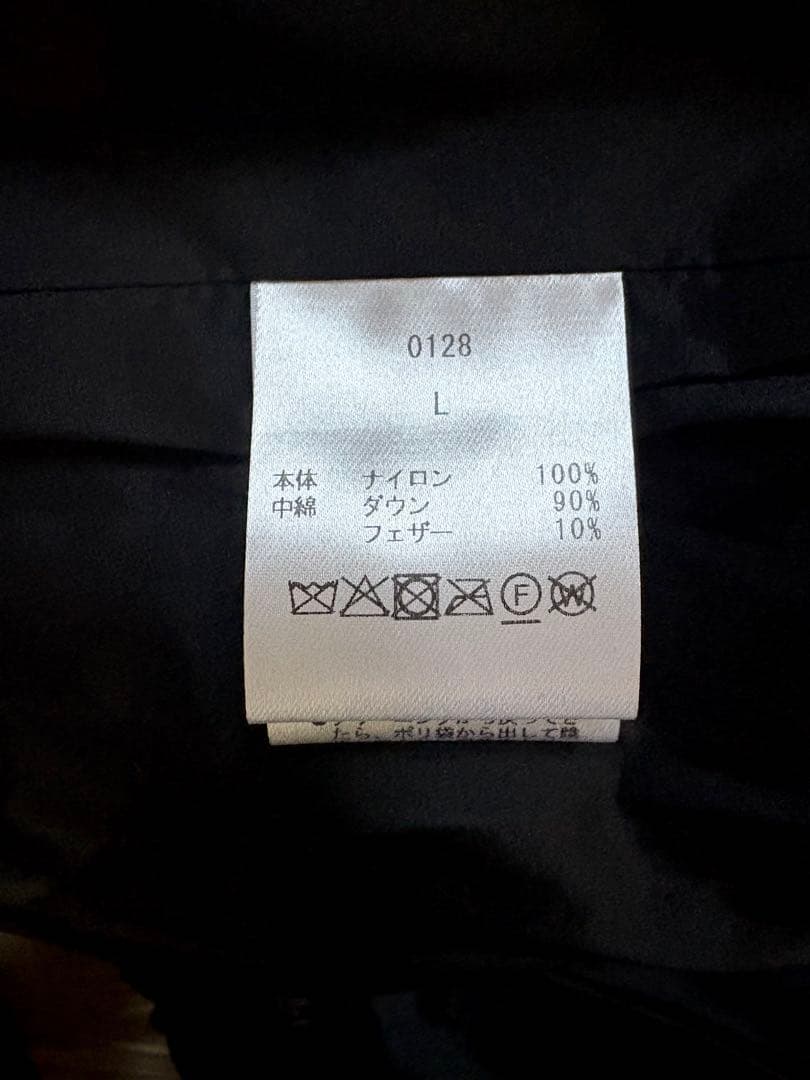 0128
L
本体 ナイロン 100%
中綿 ダウン 90%
フェザー 10%
F W
たら、ポリ袋から出して陰